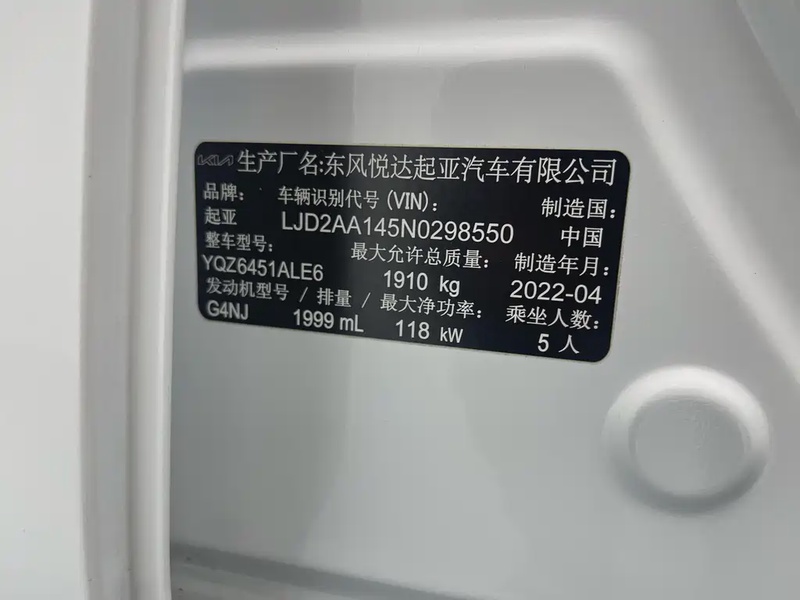 KIA 生产厂名:东风悦达起亚汽车有限公司
品牌: 车辆识别代号(VIN): 制造国:
起亚 LJD2AA145N0298550 中国
整车型号: 最大允许总质量: 制造年月:
YQZ6451ALE6 1910 kg 2022-04
发动机型号 / 排量 / 最大净功率: 乘坐人数:
G4NJ 1999 mL 118 kW 5 人